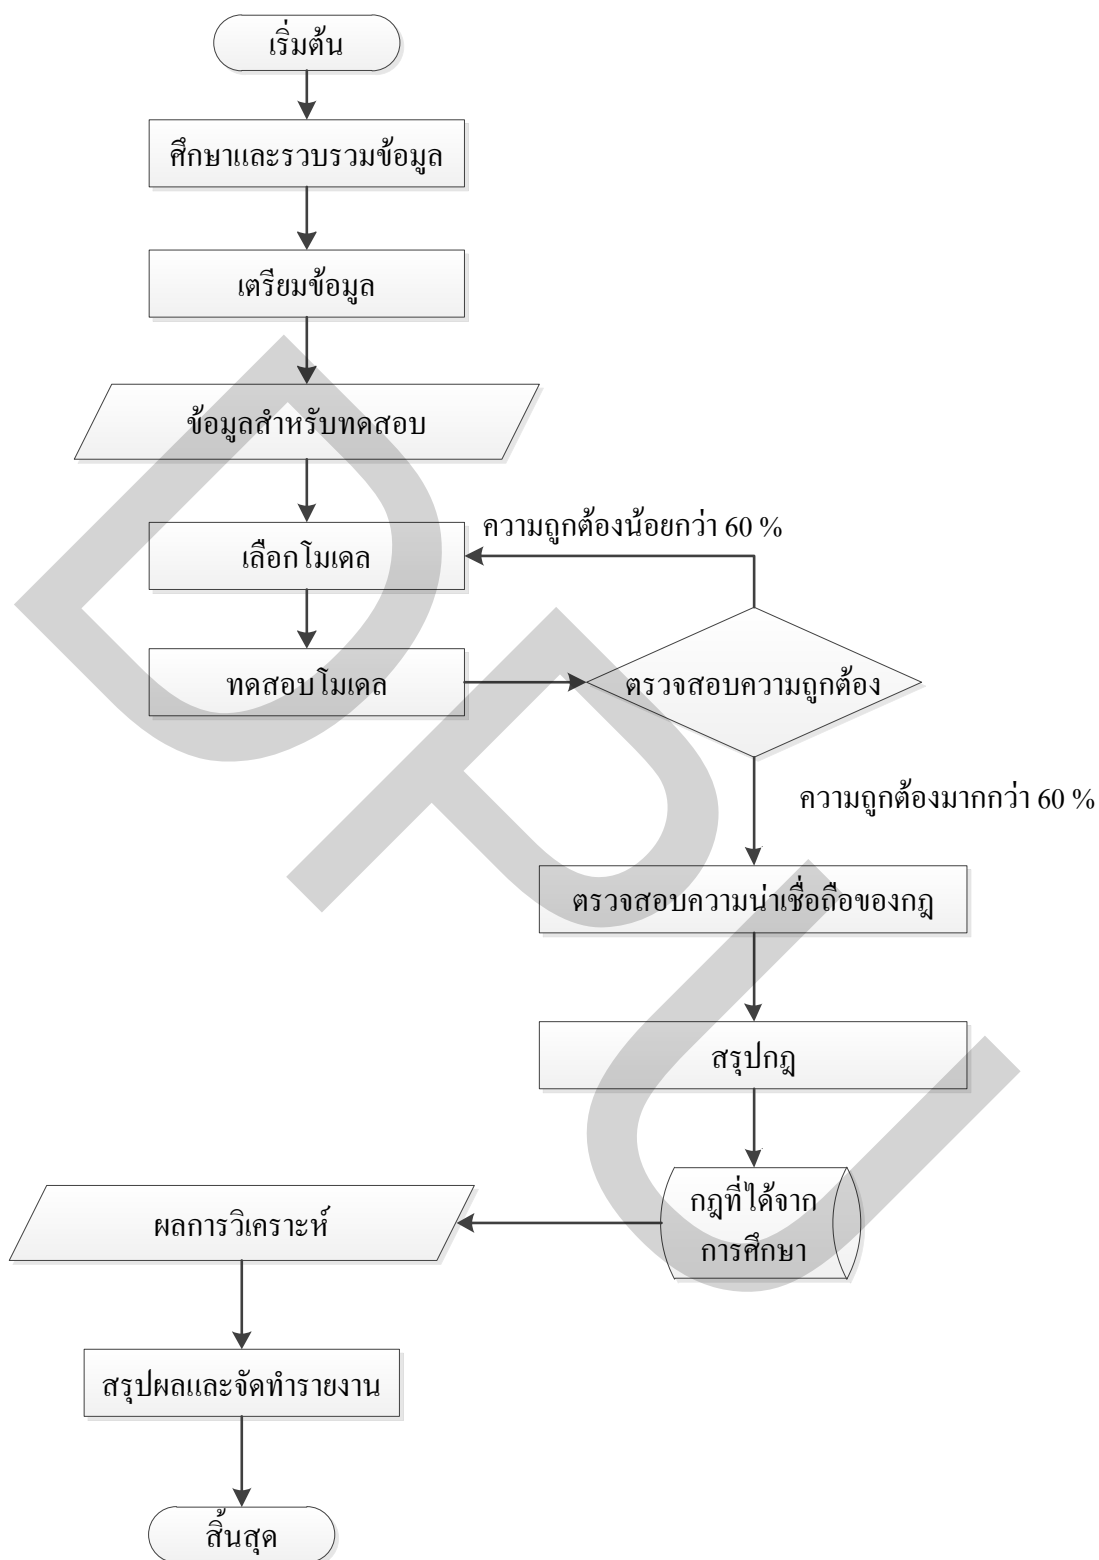 เริ่มต้น
ศึกษาและรวบรวมข้อมูล
เตรียมข้อมูล
ข้อมูลสำหรับทดสอบ
ความถูกต้องน้อยกว่า 60 %
เลือกโมเดล
ทดสอบโมเดล
ตรวจสอบความถูกต้อง
ความถูกต้องมากกว่า 60 %
ตรวจสอบความน่าเชื่อถือของกฎ
สรุปกฎ
กฎที่ได้จาก
การศึกษา
ผลการวิเคราะห์
สรุปผลและจัดทำรายงาน
สิ้นสุด
DPU